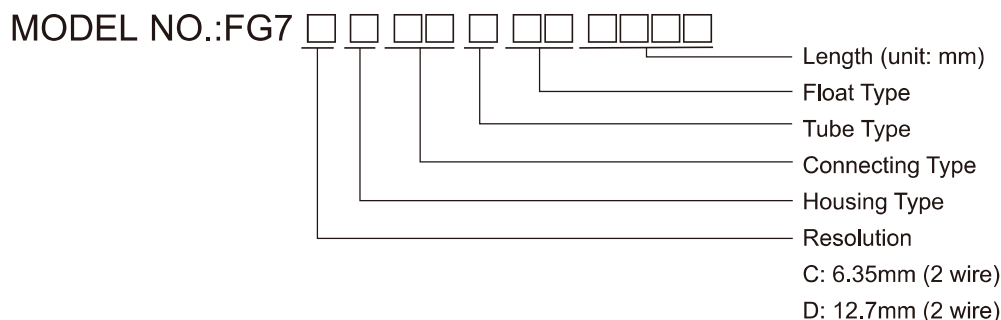 MODEL NO.:FG7 □ □ □□ □ □□ □□□□
Length (unit: mm)
Float Type
Tube Type
Connecting Type
Housing Type
Resolution
C: 6.35mm (2 wire)
D: 12.7mm (2 wire)